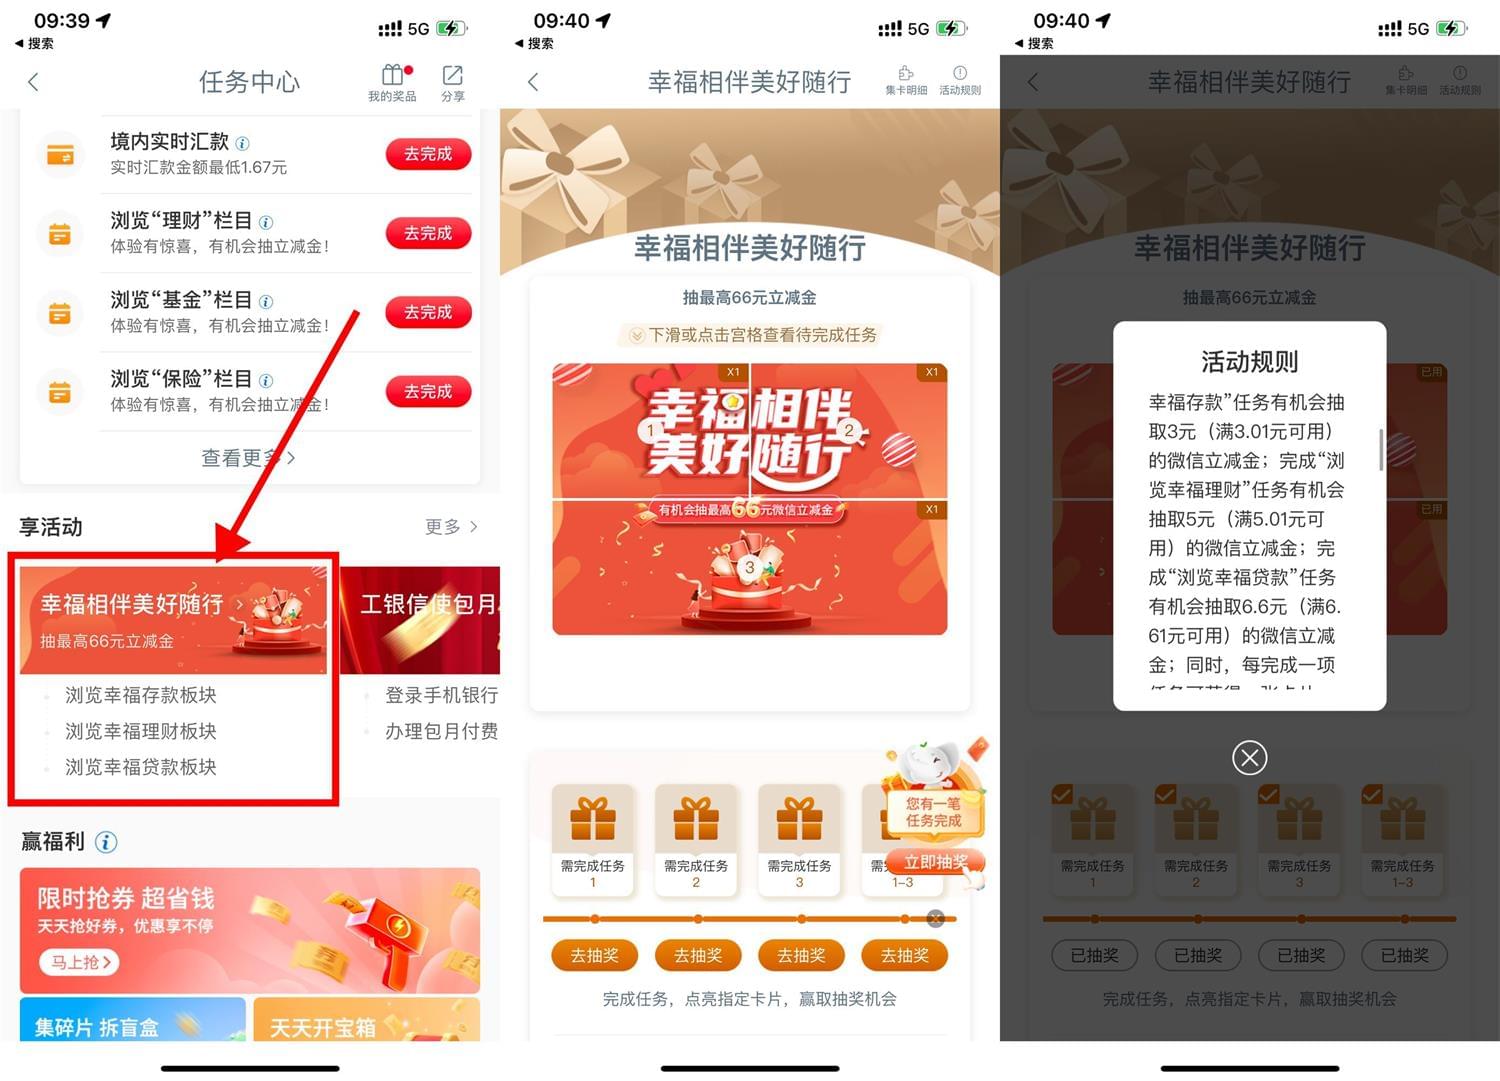 09:39
5G
搜索
任务中心
我的奖品
分享
境内实时汇款
实时汇款金额最低1.67元
去完成
浏览“理财”栏目
体验有惊喜，有机会抽立减金！
去完成
浏览“基金”栏目
体验有惊喜，有机会抽立减金！
去完成
浏览“保险”栏目
体验有惊喜，有机会抽立减金！
去完成
查看更多
享活动
更多
幸福相伴美好随行
抽最高66元立减金
浏览幸福存款板块
浏览幸福理财板块
浏览幸福贷款板块
工银信使包月
登录手机银行
办理包月付费
赢福利
限时抢券 超省钱
天天抢好券，优惠享不停
马上抢
集碎片 拆盲盒
天天开宝箱
09:40
5G
搜索
幸福相伴美好随行
集卡明细
活动规则
幸福相伴美好随行
抽最高66元立减金
下滑或点击宫格查看待完成任务
X1
X1
幸福相伴
1
2
美好随行
X1
有机会抽最高66元微信立减金
3
您有一笔
任务完成
立即抽奖
需完成任务
1
需完成任务
2
需完成任务
3
需
1-3
去抽奖
去抽奖
去抽奖
去抽奖
完成任务，点亮指定卡片，赢取抽奖机会
09:40
5G
搜索
幸福相伴美好随行
集卡明细
活动规则
幸福相伴美好随行
抽最高66元立减金
已用
已用
活动规则
幸福存款”任务有机会抽
取3元（满3.01元可用）
的微信立减金；完成“浏
览幸福理财”任务有机会
抽取5元（满5.01元可
用）的微信立减金；完
成“浏览幸福贷款”任务
有机会抽取6.6元（满6.
61元可用）的微信立减
金；同时，每完成一项
需完成任务
1
需完成任务
2
需完成任务
3
需完成任务
1-3
已抽奖
已抽奖
已抽奖
已抽奖
完成任务，点亮指定卡片，赢取抽奖机会